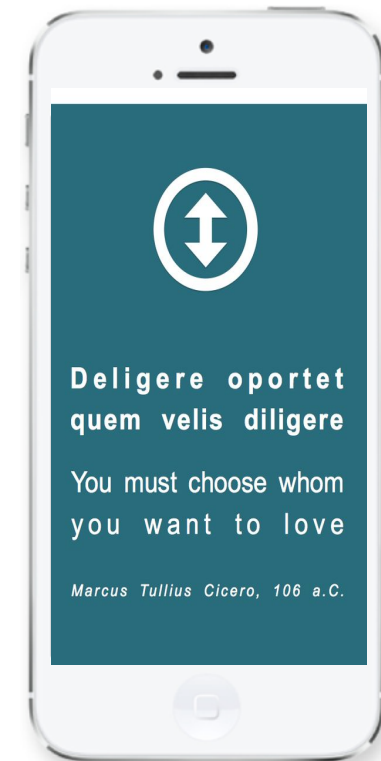 Deligere oportet
quem velis diligere
You must choose whom
you want to love
Marcus Tullius Cicero, 106 a.C.